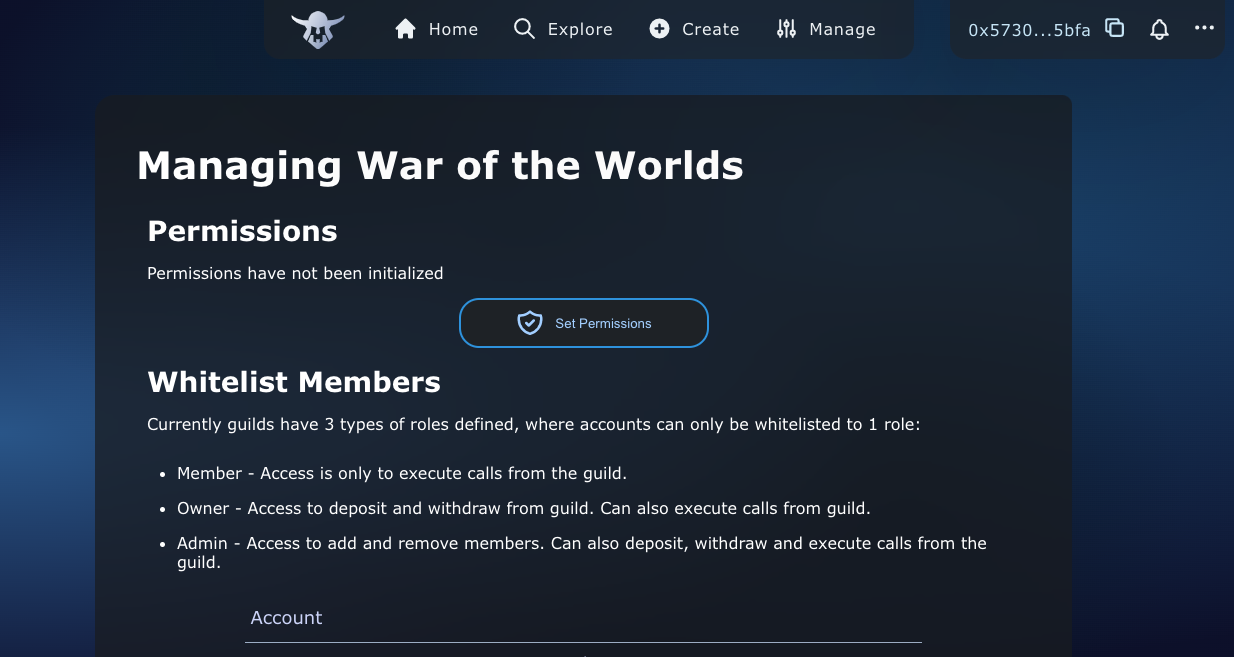 Home Explore Create Manage 0x5730...5bfa
Managing War of the Worlds
Permissions
Permissions have not been initialized
Set Permissions
Whitelist Members
Currently guilds have 3 types of roles defined, where accounts can only be whitelisted to 1 role:
• Member - Access is only to execute calls from the guild.
• Owner - Access to deposit and withdraw from guild. Can also execute calls from guild.
• Admin - Access to add and remove members. Can also deposit, withdraw and execute calls from the
guild.
Account